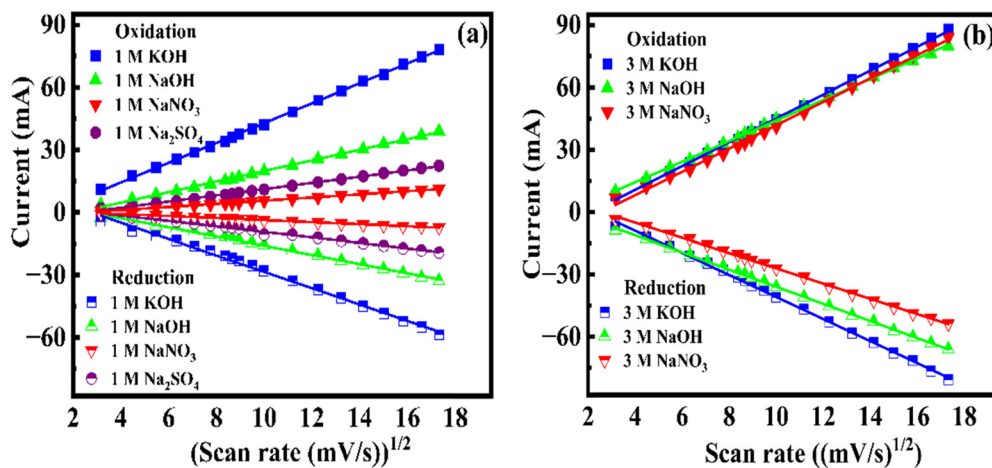 (a)
Oxidation
1 M KOH
1 M NaOH
1 M NaNO₃
1 M Na₂SO₄
Reduction
1 M KOH
1 M NaOH
1 M NaNO₃
1 M Na₂SO₄
Current (mA)
90
60
30
0
−30
−60
2 4 6 8 10 12 14 16 18
(Scan rate (mV/s))¹/²
(b)
Oxidation
3 M KOH
3 M NaOH
3 M NaNO₃
Reduction
3 M KOH
3 M NaOH
3 M NaNO₃
Current (mA)
90
60
30
0
−30
−60
2 4 6 8 10 12 14 16 18
Scan rate ((mV/s)¹/²)